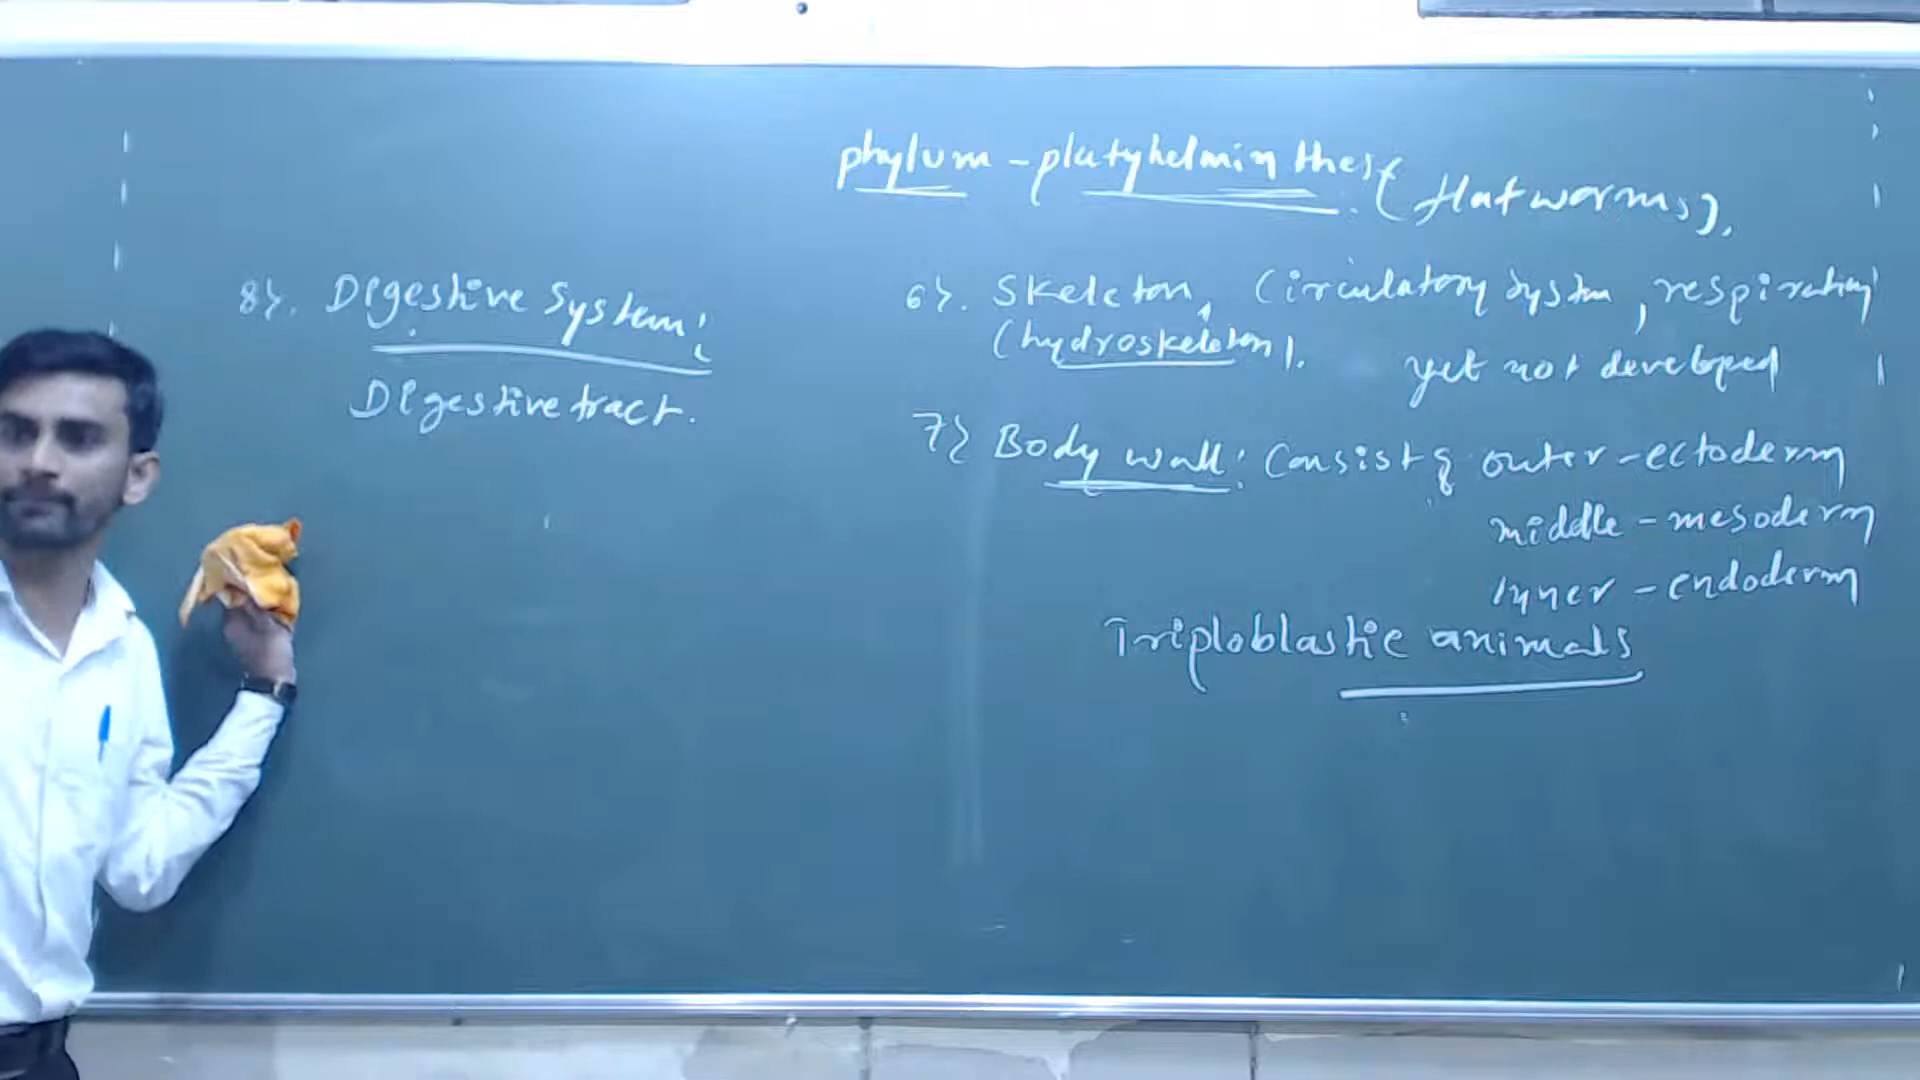 phylum - platyhelminthes (flatworms).
6}. Skeleton, Circulatory System, respiratory
(hydroskeleton). yet not developed
7} Body wall: Consist of outer - ectoderm
middle - mesoderm
inner - endoderm
Triploblastic animals
8}. Digestive System:
Digestive tract.